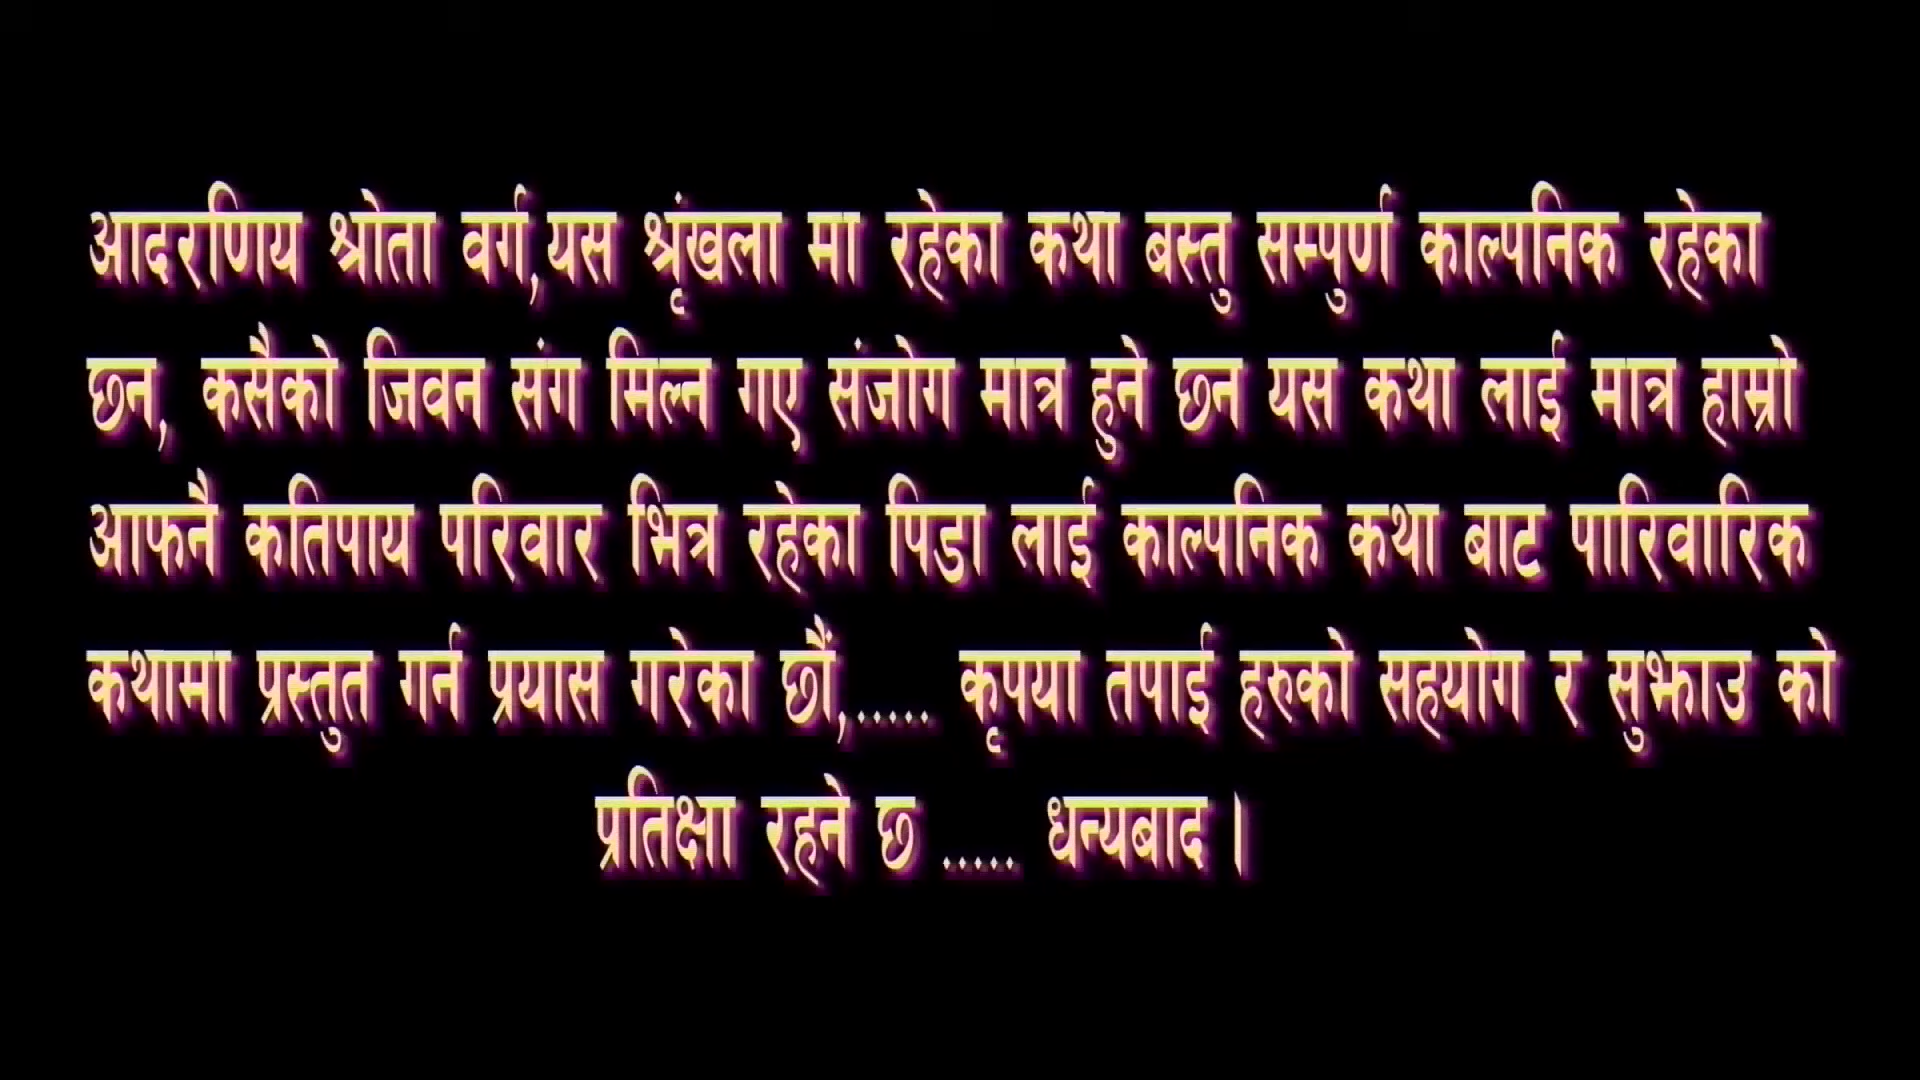 आदरणिय श्रोता वर्ग,यस श्रृंखला मा रहेका कथा बस्तु सम्पुर्ण काल्पनिक रहेका
छन, कसैको जिवन संग मिल्न गए संजोग मात्र हुने छन यस कथा लाई मात्र हाम्रो
आफनै कतिपाय परिवार भित्र रहेका पिडा लाई काल्पनिक कथा बाट पारिवारिक
कथामा प्रस्तुत गर्न प्रयास गरेका छौं,..... कृपया तपाई हरुको सहयोग र सुझाउ को
प्रतिक्षा रहने छ ..... धन्यबाद ।